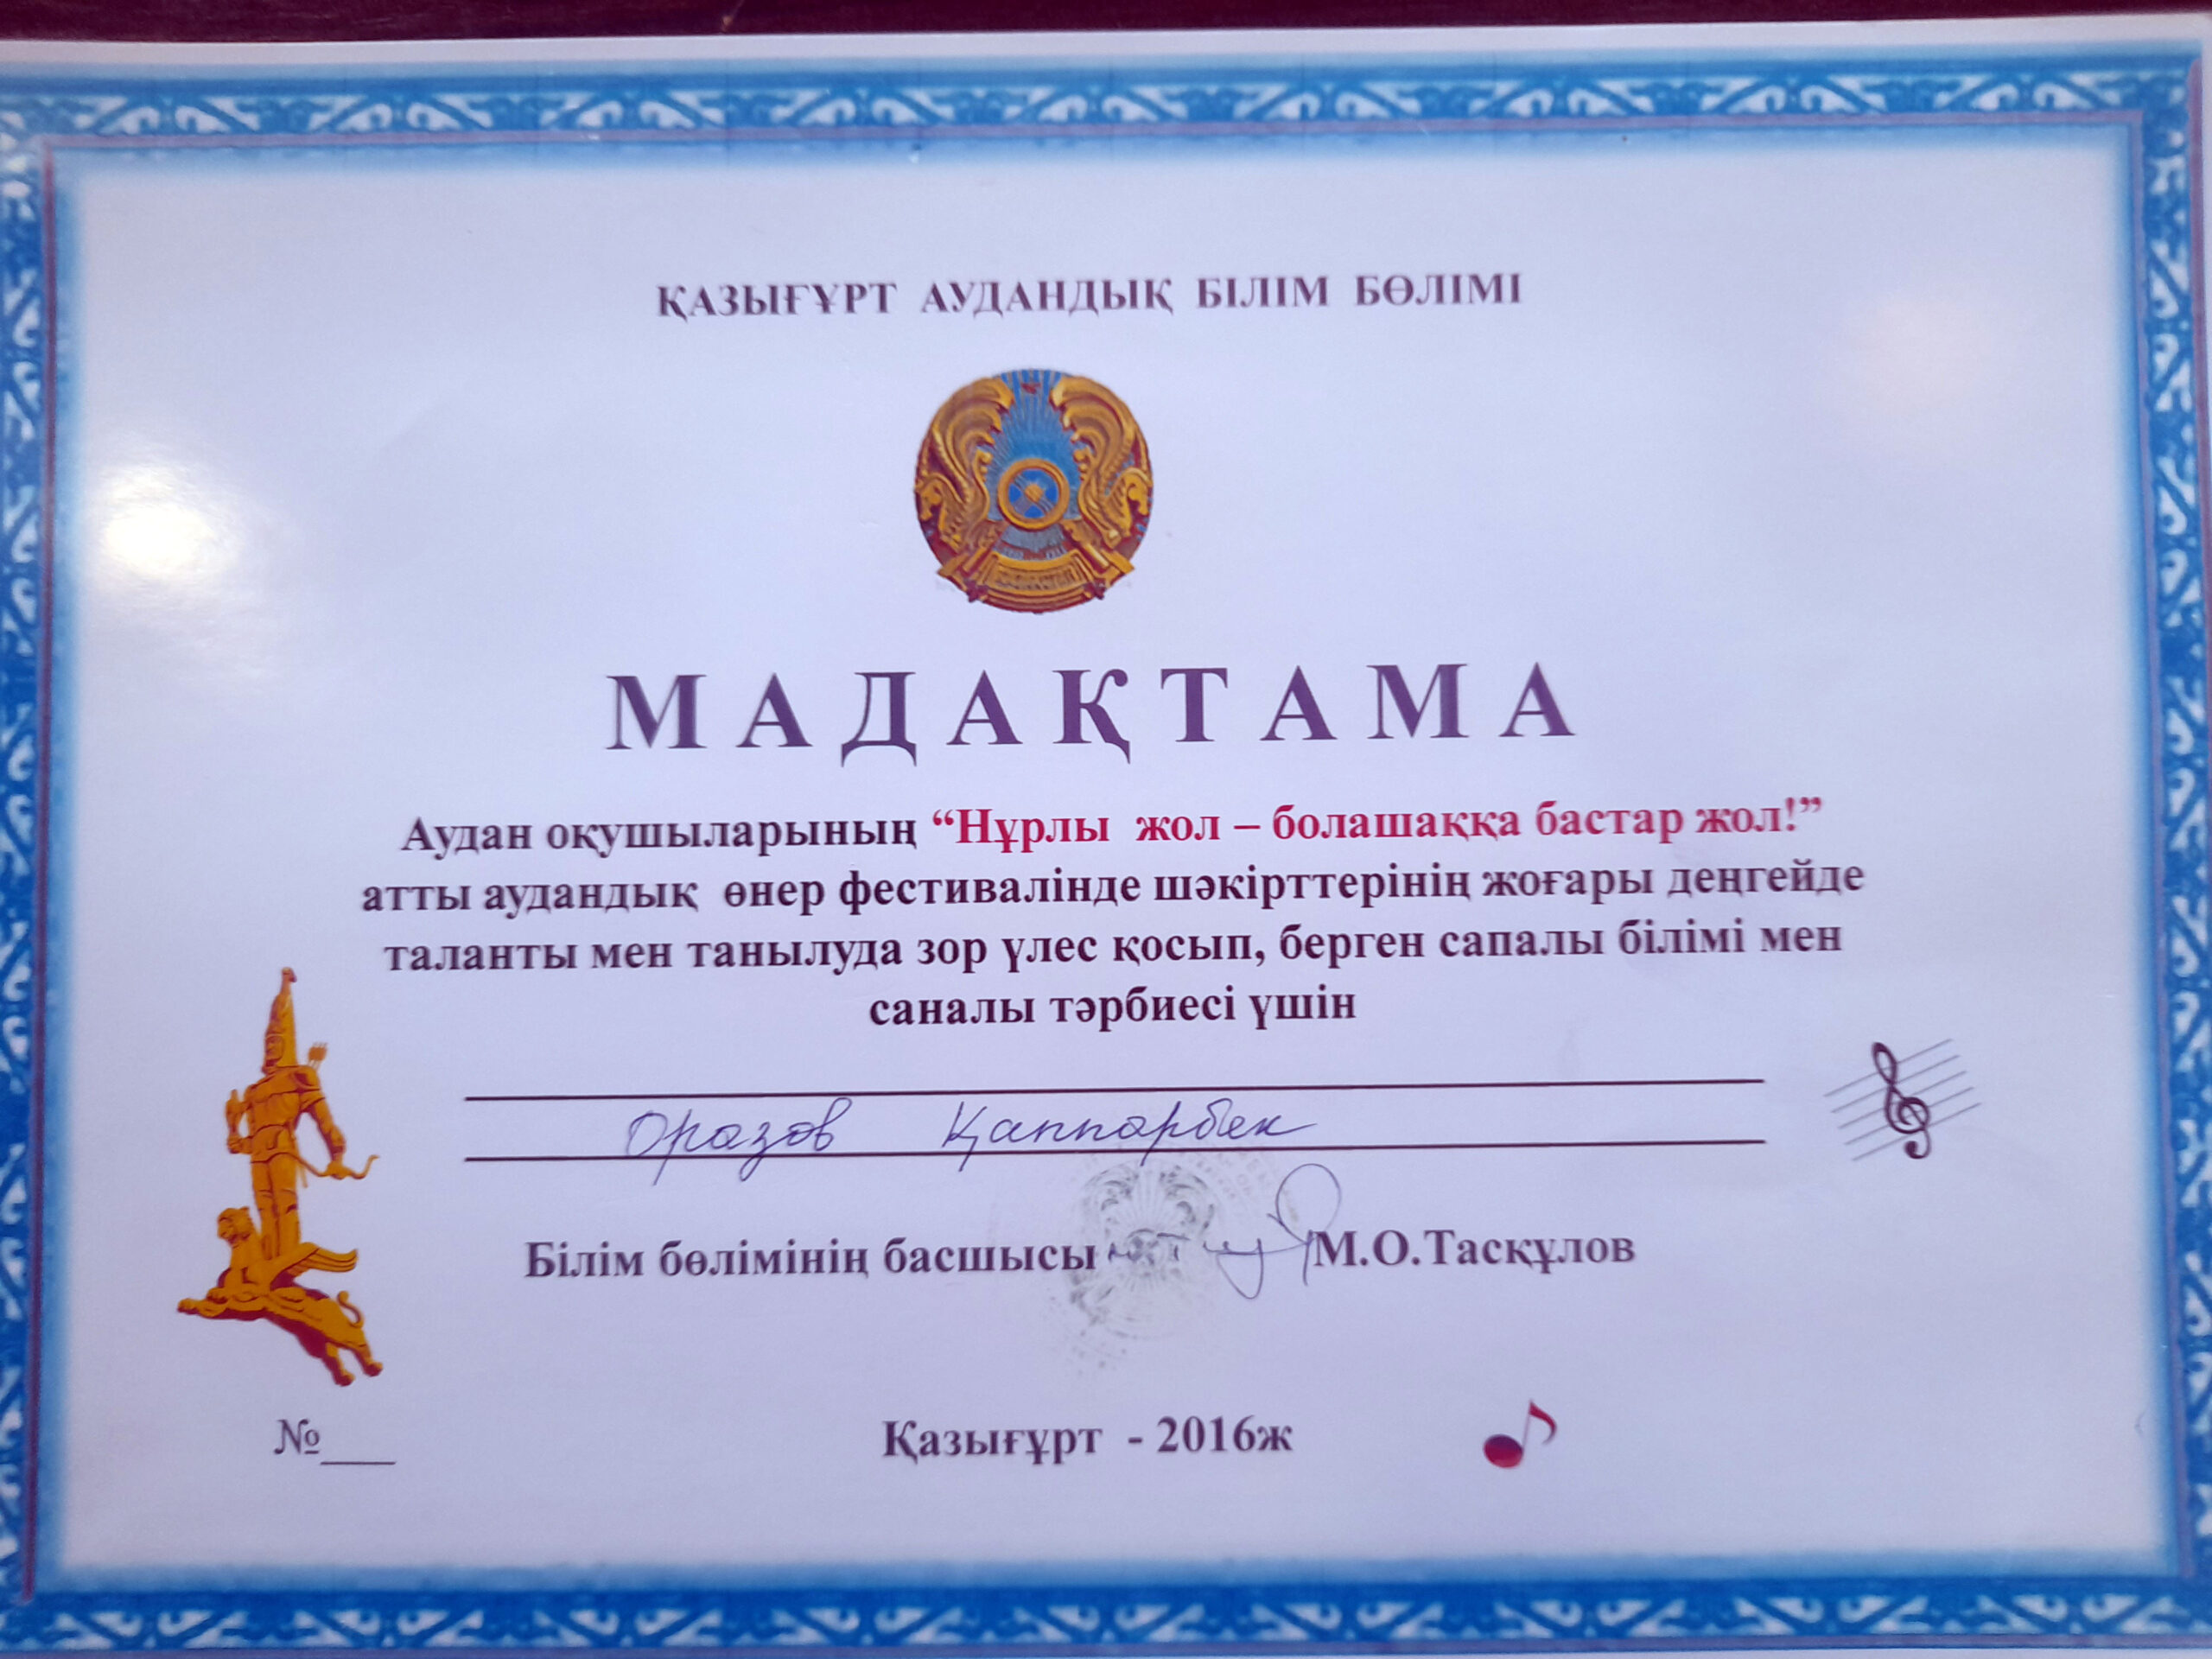 ҚАЗЫҒҰРТ АУДАНДЫҚ БІЛІМ БӨЛІМІ
МАДАҚТАМА
Аудан оқушыларының “Нұрлы жол – болашаққа бастар жол!”
атты аудандық өнер фестивалінде шәкірттерінің жоғары деңгейде
таланты мен танылуда зор үлес қосып, берген сапалы білімі мен
саналы тәрбиесі үшін
Оразов Қаппарбек
Білім бөлімінің басшысы М.О.Тасқұлов
№___
Қазығұрт - 2016ж